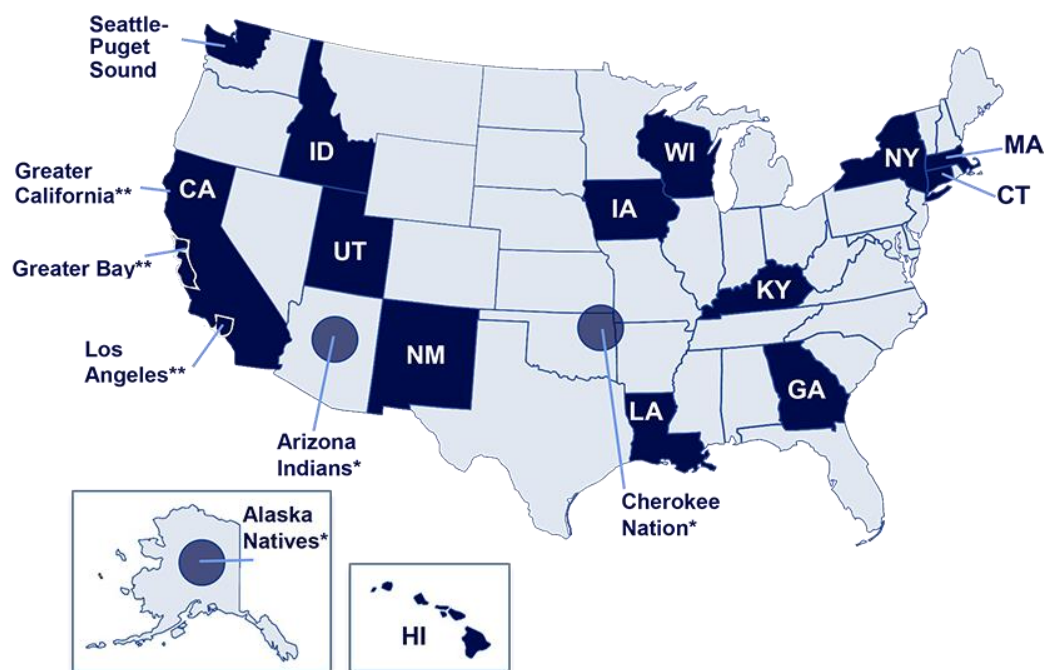 Seattle-
Puget
Sound
ID
WI
NY
MA
CT
Greater
California**
CA
IA
UT
KY
Greater Bay**
Los
Angeles**
NM
GA
LA
Arizona
Indians*
Cherokee
Nation*
Alaska
Natives*
HI